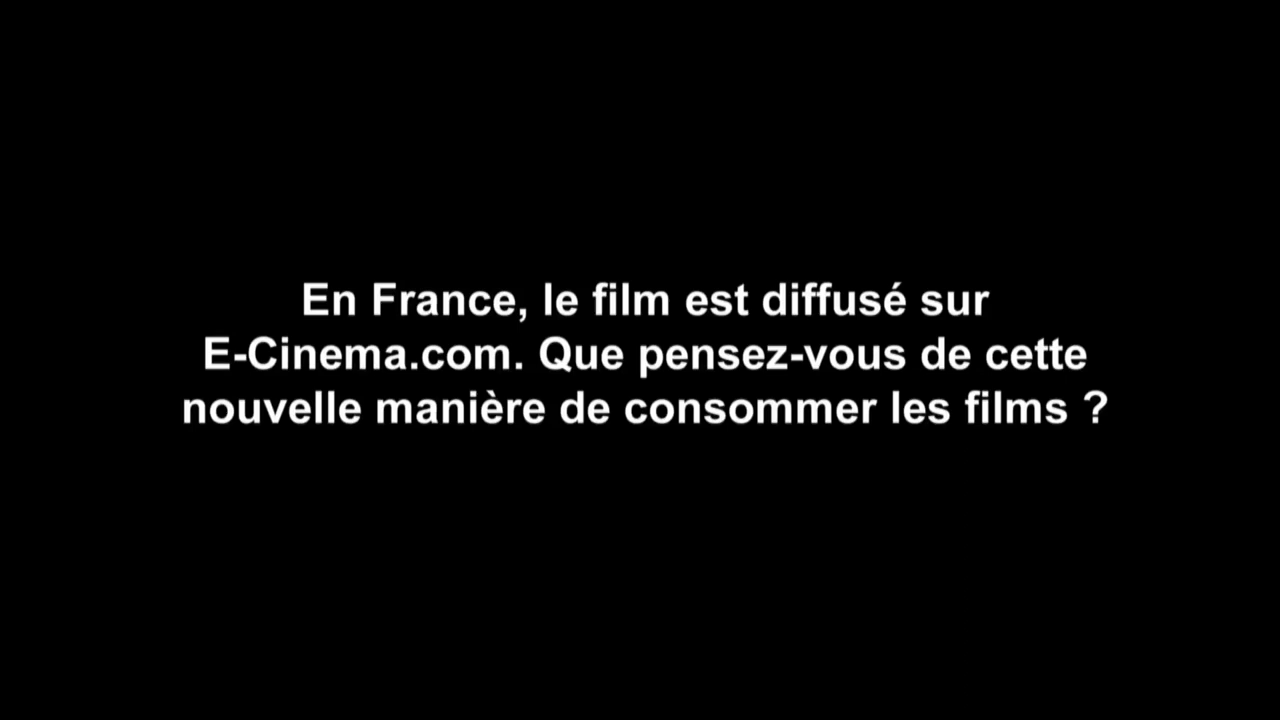 En France, le film est diffusé sur
E-Cinema.com. Que pensez-vous de cette
nouvelle manière de consommer les films ?